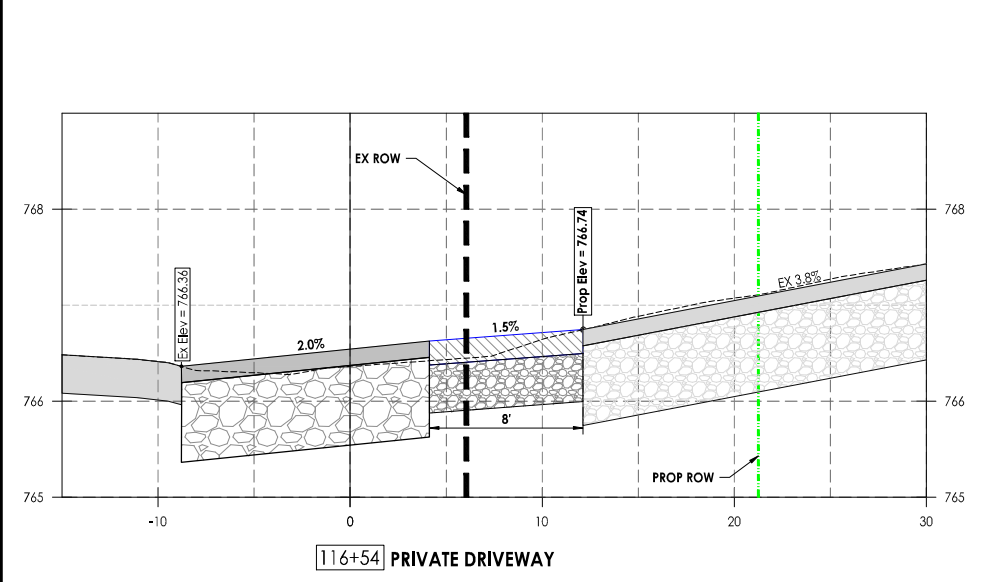 EX ROW
768
768
Ex Elev = 766.36
Prop Elev = 766.74
EX 3.8%
2.0%
1.5%
766
766
8'
PROP ROW
765
765
-10
0
10
20
30
116+54 PRIVATE DRIVEWAY